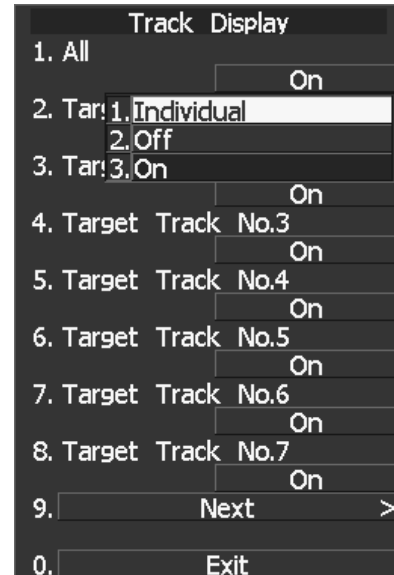 Track Display
1. All
On
2. Tar
1. Individual
2. Off
3. Tar
3. On
On
4. Target Track No.3
On
5. Target Track No.4
On
6. Target Track No.5
On
7. Target Track No.6
On
8. Target Track No.7
On
9. Next >
0. Exit